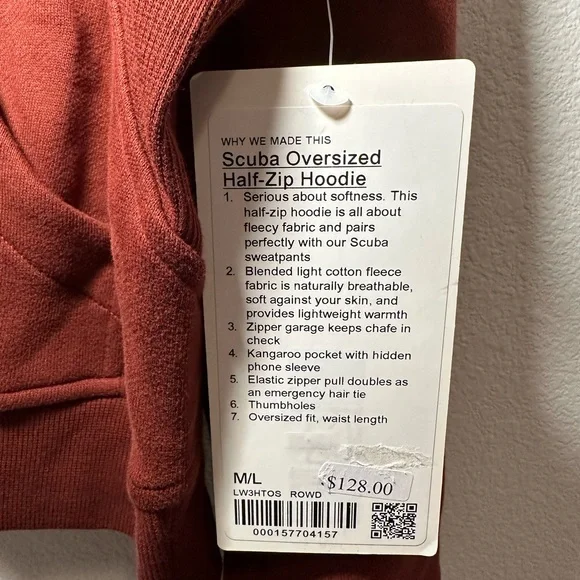 WHY WE MADE THIS
Scuba Oversized
Half-Zip Hoodie
1. Serious about softness. This
half-zip hoodie is all about
fleecy fabric and pairs
perfectly with our Scuba
sweatpants
2. Blended light cotton fleece
fabric is naturally breathable,
soft against your skin, and
provides lightweight warmth
3. Zipper garage keeps chafe in
check
4. Kangaroo pocket with hidden
phone sleeve
5. Elastic zipper pull doubles as
an emergency hair tie
6. Thumbholes
7. Oversized fit, waist length
M/L
$128.00
LW3HTOS ROWD
000157704157